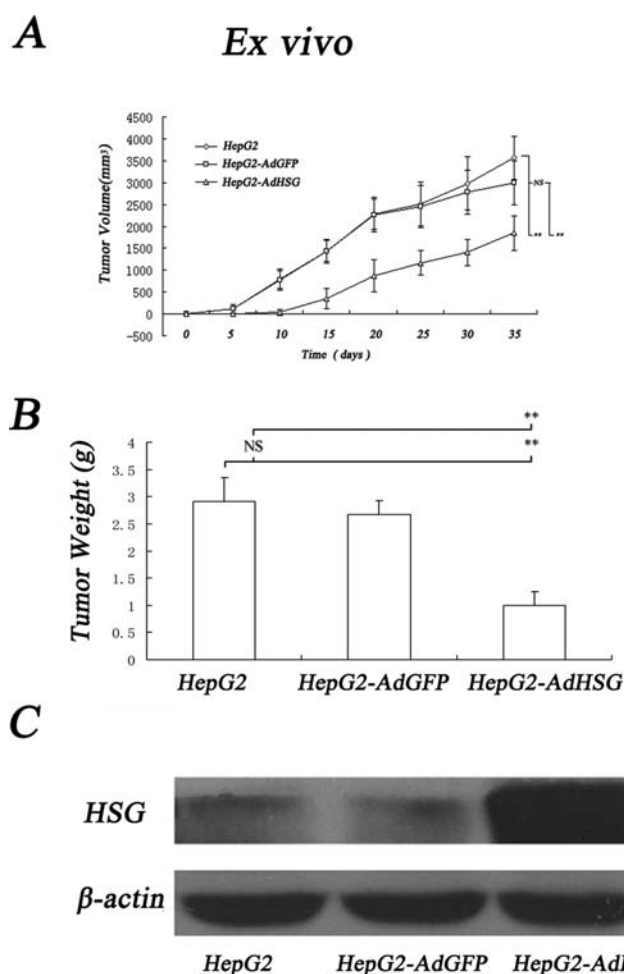 A Ex vivo
4500
4000
3500
3000
2500
2000
1500
1000
500
0
-500
Tumor Volume(mm³)
HepG2
HepG2-AdGFP
HepG2-AdHSG
NS
** **
0 5 10 15 20 25 30 35
Time ( days )
B
**
NS **
4
3.5
3
2.5
2
1.5
1
0.5
0
Tumor Weight (g)
HepG2 HepG2-AdGFP HepG2-AdHSG
C
HSG
β-actin
HepG2 HepG2-AdGFP HepG2-Ad